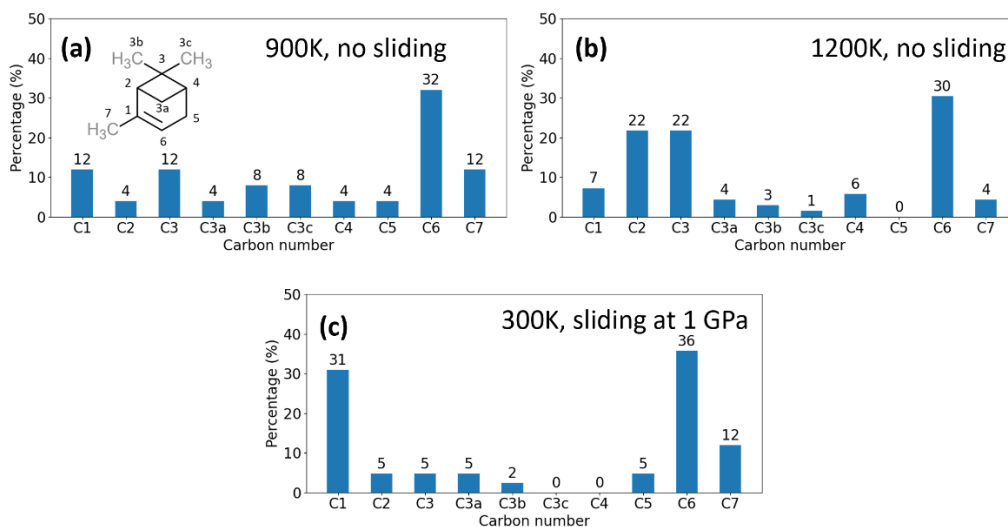 (a) 900K, no sliding
3b 3c
H₃C CH₃
3
2 4
3a
1 5
7
H₃C
6
Percentage (%)
50
40
30
20
10
0
12 4 12 4 8 8 4 4 32 12
C1 C2 C3 C3a C3b C3c C4 C5 C6 C7
Carbon number
(b) 1200K, no sliding
Percentage (%)
50
40
30
20
10
0
7 22 22 4 3 1 6 0 30 4
C1 C2 C3 C3a C3b C3c C4 C5 C6 C7
Carbon number
(c) 300K, sliding at 1 GPa
Percentage (%)
50
40
30
20
10
0
31 5 5 5 2 0 0 5 36 12
C1 C2 C3 C3a C3b C3c C4 C5 C6 C7
Carbon number